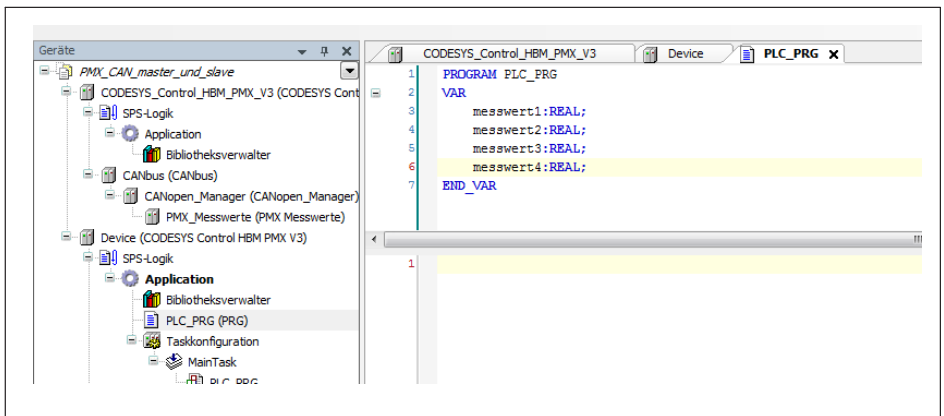 Geräte
PMX_CAN_master_und_slave
CODESYS_Control_HBM_PMX_V3 (CODESYS Cont
SPS-Logik
Application
Bibliotheksverwalter
CANbus (CANbus)
CANopen_Manager (CANopen_Manager)
PMX_Messwerte (PMX Messwerte)
Device (CODESYS Control HBM PMX V3)
SPS-Logik
Application
Bibliotheksverwalter
PLC_PRG (PRG)
Taskkonfiguration
MainTask
PLC_PRG
CODESYS_Control_HBM_PMX_V3 Device PLC_PRG X
1 PROGRAM PLC_PRG
2 VAR
3 messwert1:REAL;
4 messwert2:REAL;
5 messwert3:REAL;
6 messwert4:REAL;
7 END_VAR
1